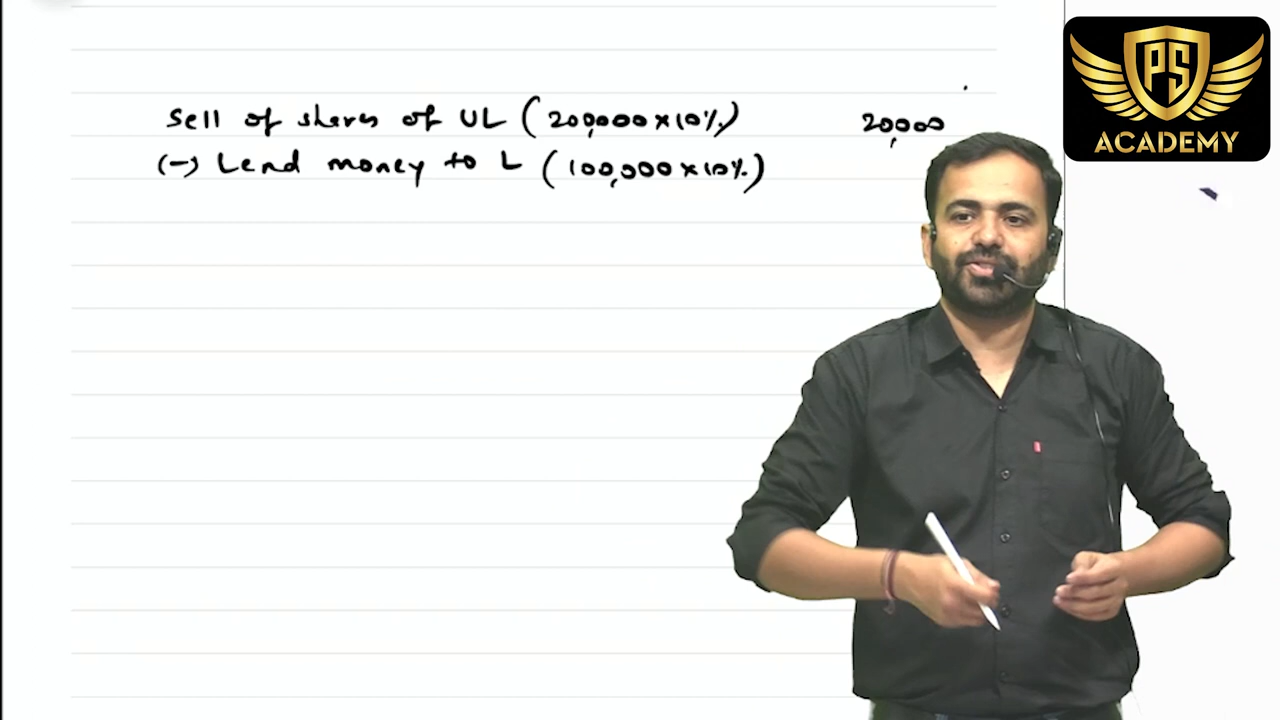 Sell of shares of UL (200,000 × 10%) 20,000
(-) Lend money to L (100,000 × 10%)
PS
ACADEMY